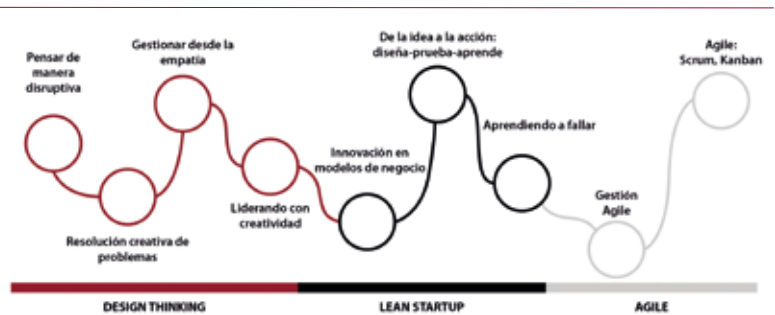 Pensar de
manera
disruptiva
Resolución creativa de
problemas
Gestionar desde la
empatía
Liderando con
creatividad
Innovación en
modelos de negocio
De la idea a la acción:
diseña-prueba-aprende
Aprendiendo a fallar
Gestión
Agile
Agile:
Scrum, Kanban
DESIGN THINKING
LEAN STARTUP
AGILE